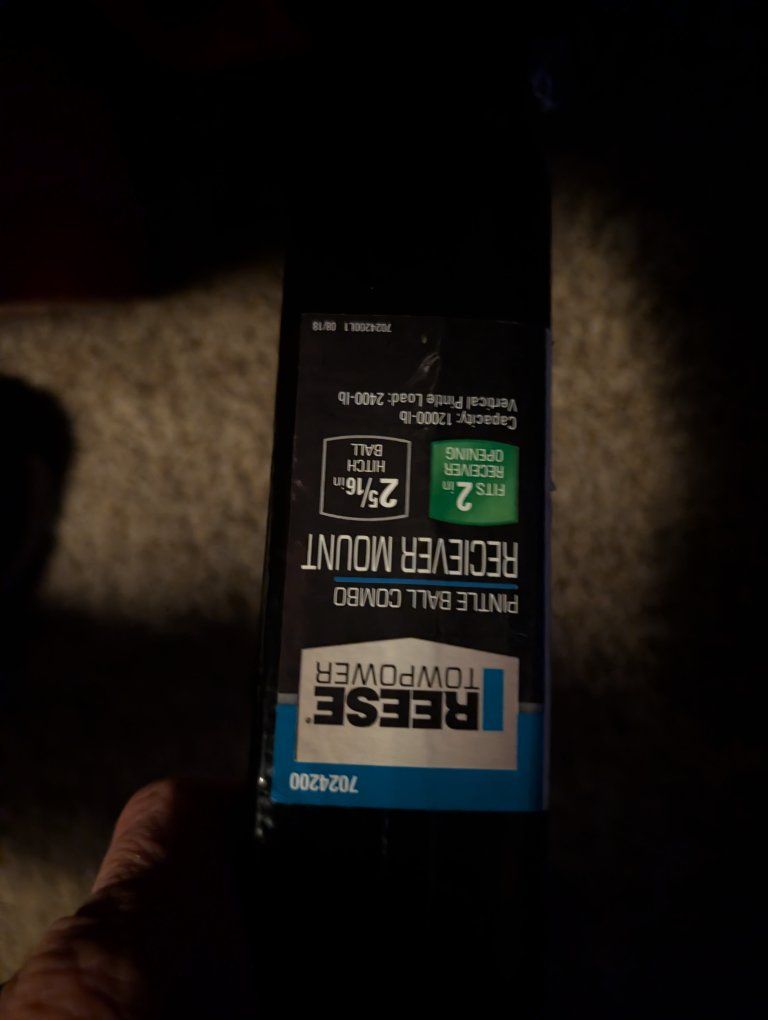 7024200
REESE®
TOWPOWER
PINTLE BALL COMBO
RECIEVER MOUNT
FITS 2 in
RECEIVER
OPENING
2 5/16 in
HITCH
BALL
Capacity: 12000-lb
Vertical Pintle Load: 2400-lb
7024200L1 08/18